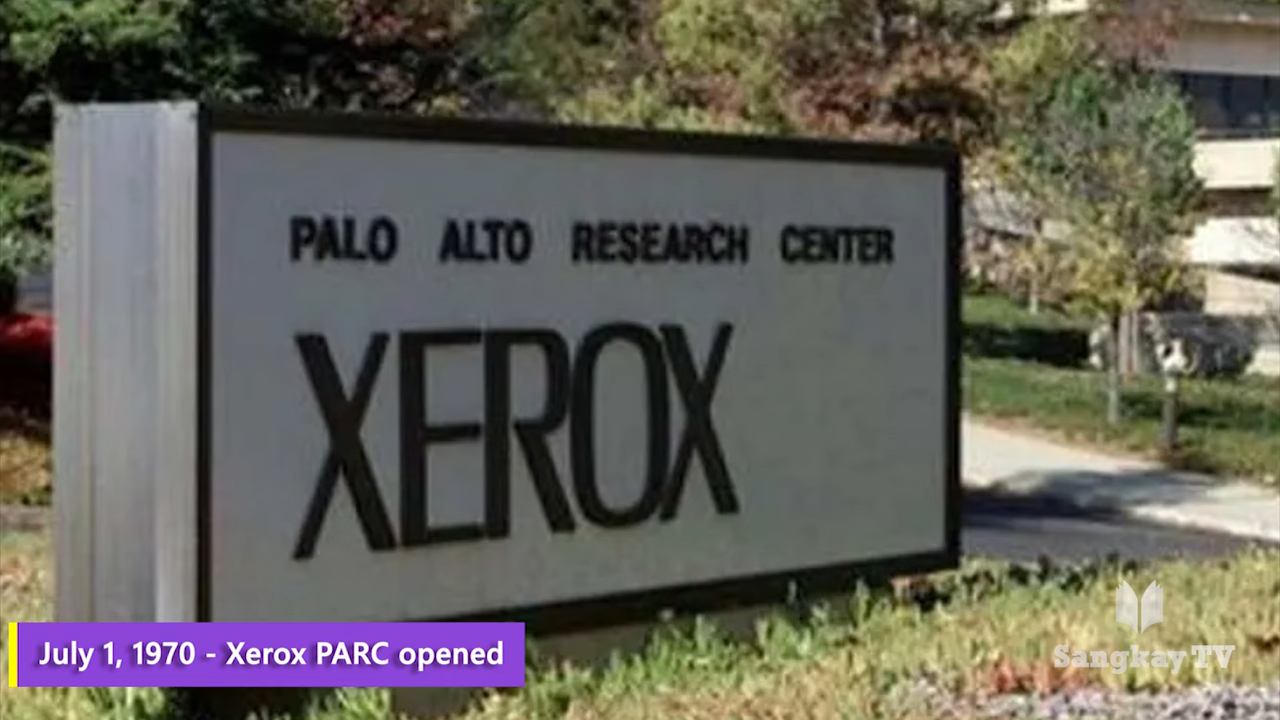 PALO ALTO RESEARCH CENTER
XEROX
July 1, 1970 - Xerox PARC opened
Sangkay TV